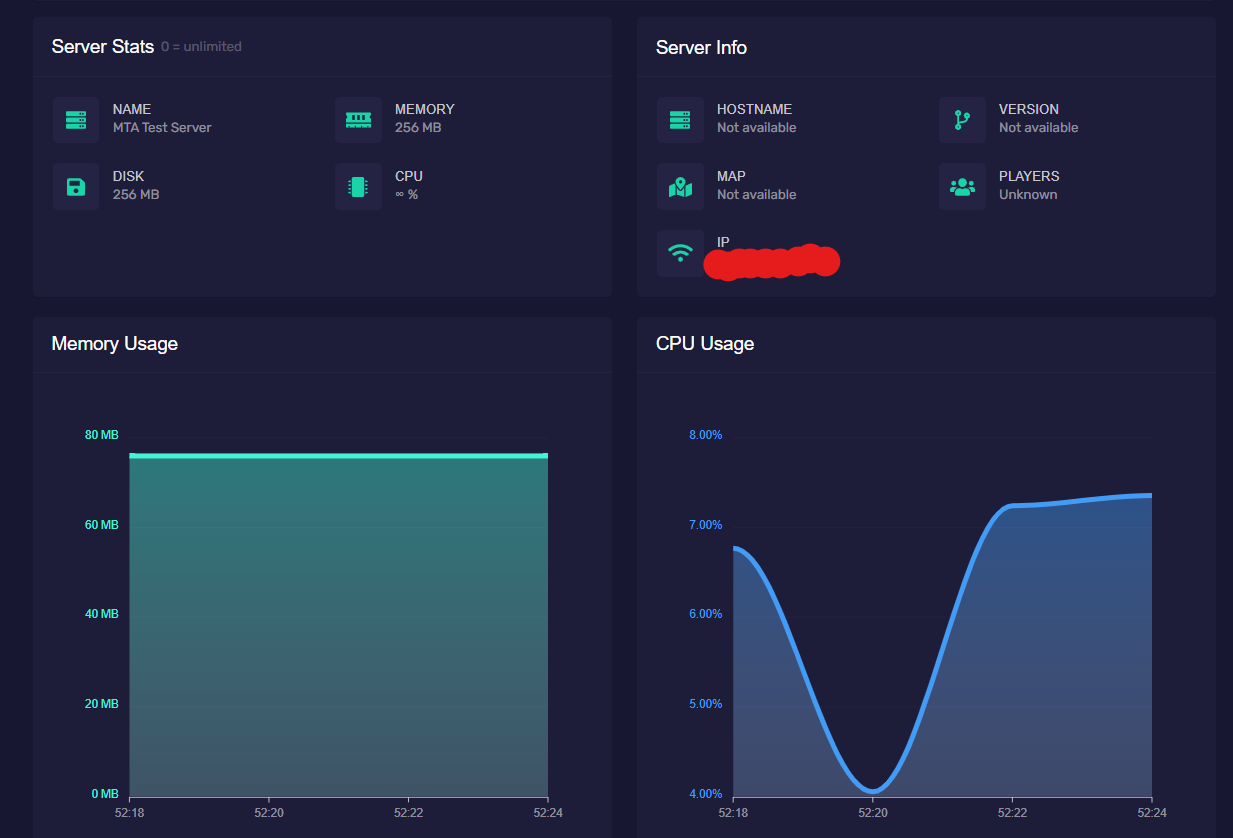 Server Stats 0 = unlimited
NAME
MTA Test Server
MEMORY
256 MB
DISK
256 MB
CPU
∞ %
Server Info
HOSTNAME
Not available
VERSION
Not available
MAP
Not available
PLAYERS
Unknown
IP
Memory Usage
80 MB
60 MB
40 MB
20 MB
0 MB
52:18 52:20 52:22 52:24
CPU Usage
8.00%
7.00%
6.00%
5.00%
4.00%
52:18 52:20 52:22 52:24